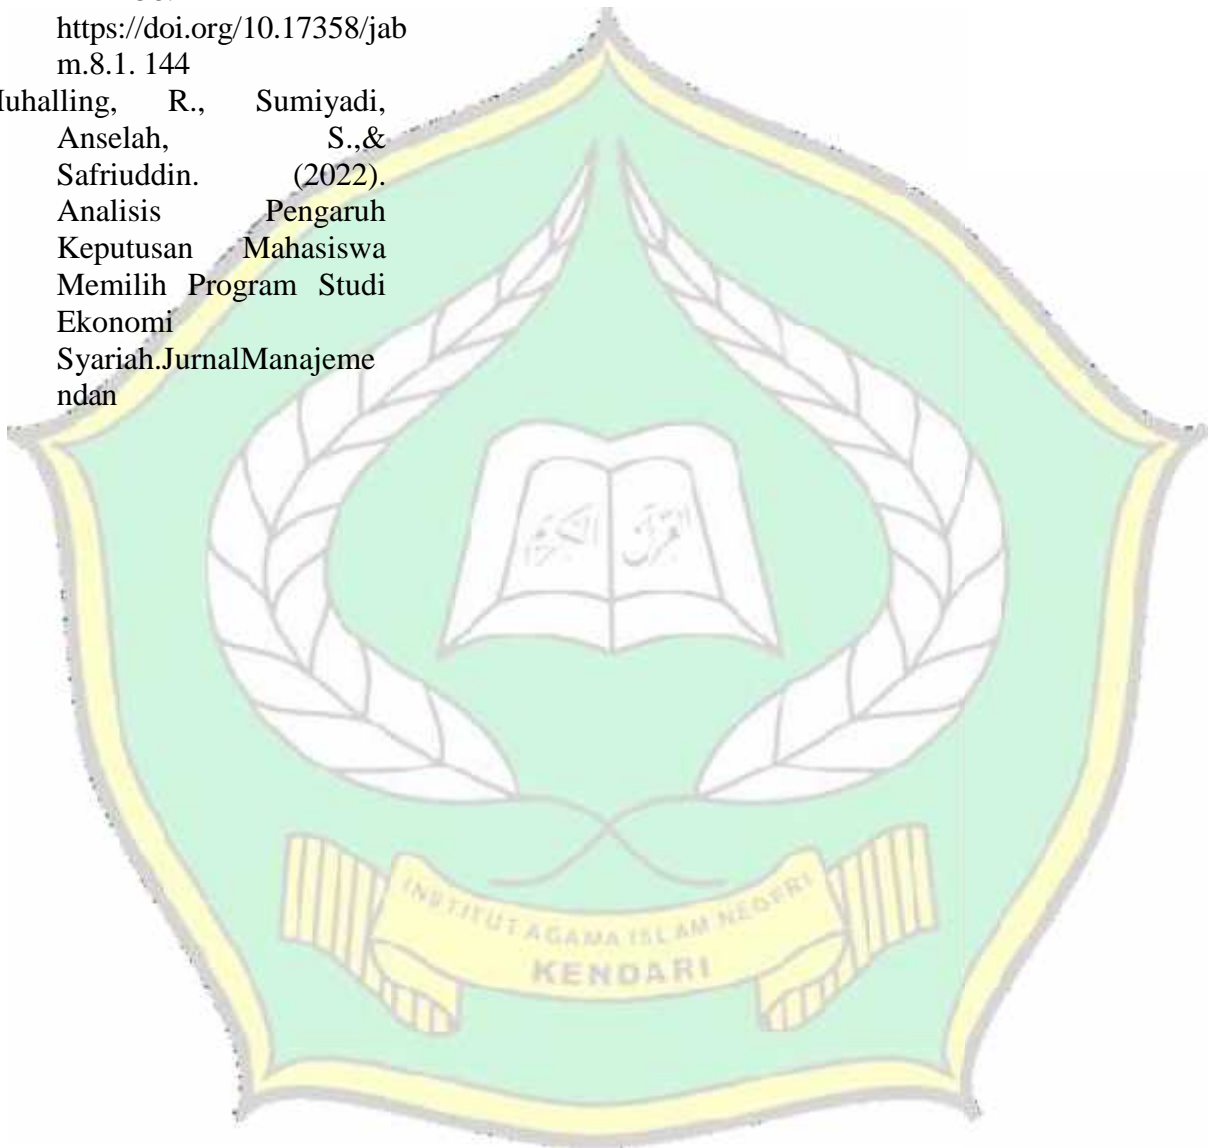 https://doi.org/10.17358/jab
m.8.1. 144
uhalling, R., Sumiyadi,
Anselah, S.,&
Safriuddin. (2022).
Analisis Pengaruh
Keputusan Mahasiswa
Memilih Program Studi
Ekonomi
Syariah.JurnalManajeme
ndan
INSTITUT AGAMA ISLAM NEGERI
KENDARI